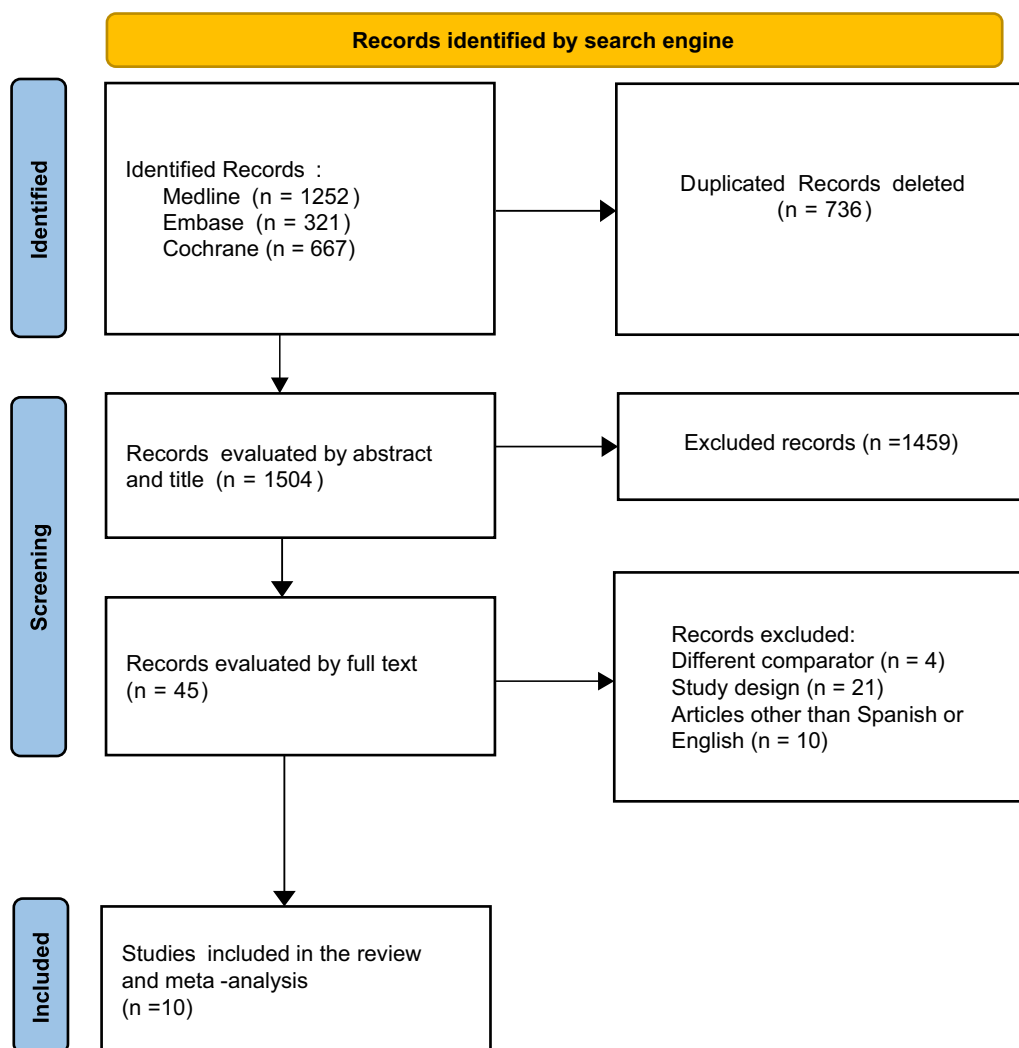 Records identified by search engine
Identified
Identified Records :
Medline (n = 1252)
Embase (n = 321)
Cochrane (n = 667)
Duplicated Records deleted
(n = 736)
Screening
Records evaluated by abstract
and title (n = 1504)
Excluded records (n =1459)
Records evaluated by full text
(n = 45)
Records excluded:
Different comparator (n = 4)
Study design (n = 21)
Articles other than Spanish or
English (n = 10)
Included
Studies included in the review
and meta -analysis
(n =10)